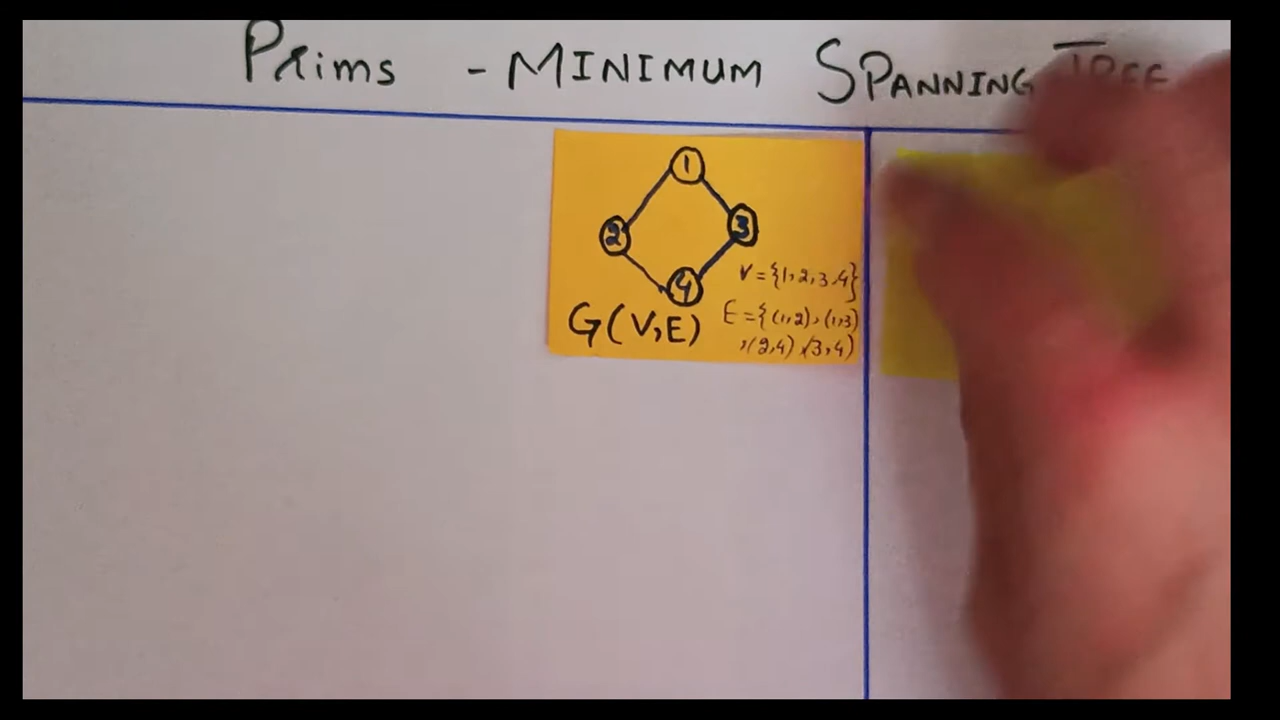 Prims - MINIMUM SPANNING TREE
1
2
3
4
V={1,2,3,4}
G(V,E)
E={(1,2),(1,3)
,(2,4),(3,4)